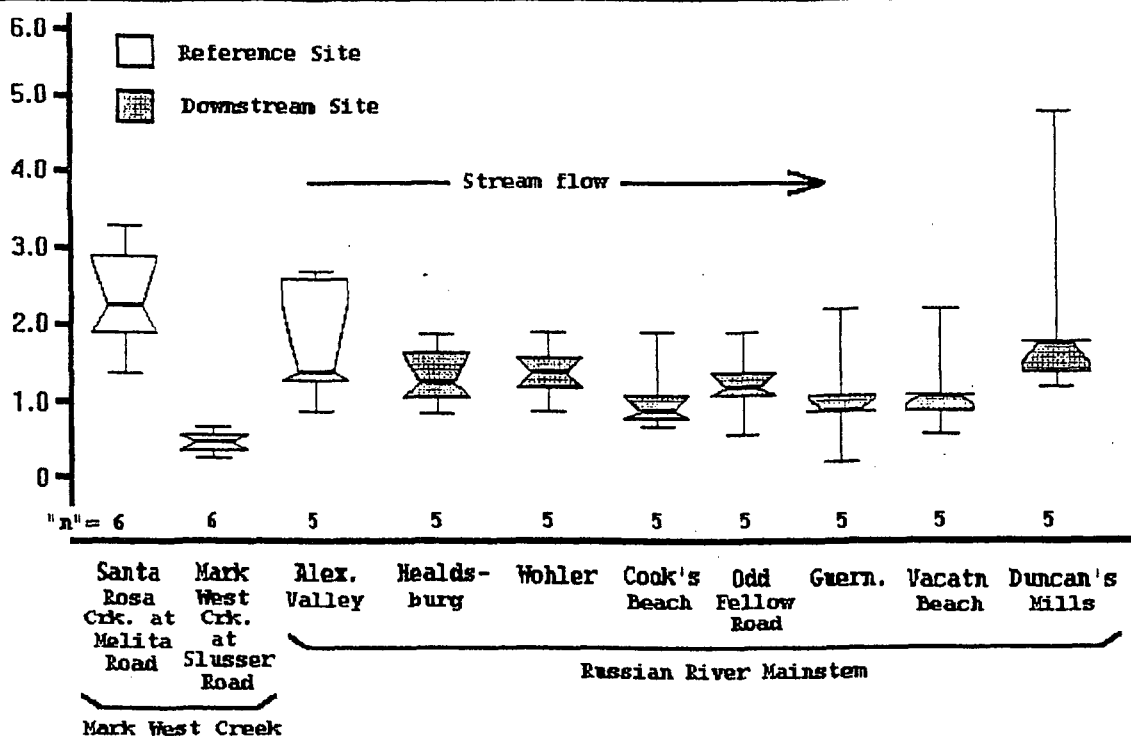 6.0
5.0
4.0
3.0
2.0
1.0
0
Reference Site
Downstream Site
Stream flow
"n"= 6 6 5 5 5 5 5 5 5 5
Santa Rosa Crk. at Melita Road
Mark West Crk. at Slusser Road
Alex. Valley
Healds-burg
Wohler
Cook's Beach
Odd Fellow Road
Guern.
Vacatn Beach
Duncan's Mills
Mark West Creek
Russian River Mainstem